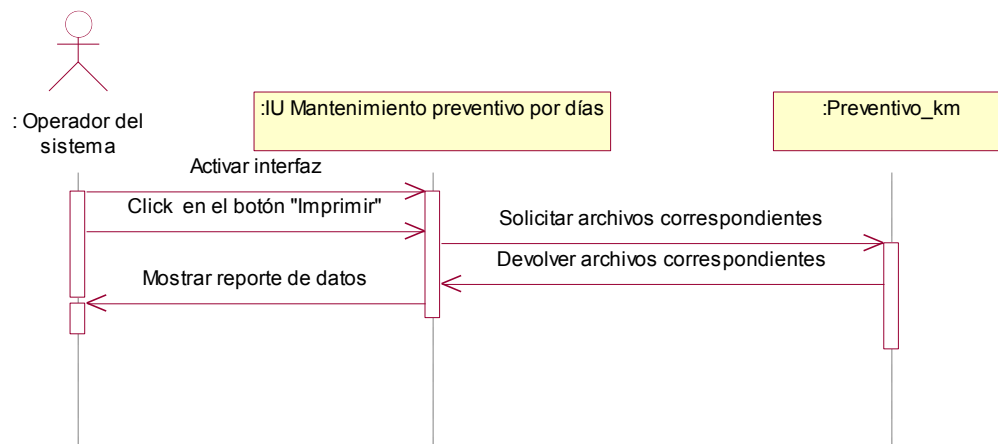 : Operador del
sistema
:IU Mantenimiento preventivo por días
:Preventivo_km
Activar interfaz
Click en el botón "Imprimir"
Solicitar archivos correspondientes
Devolver archivos correspondientes
Mostrar reporte de datos